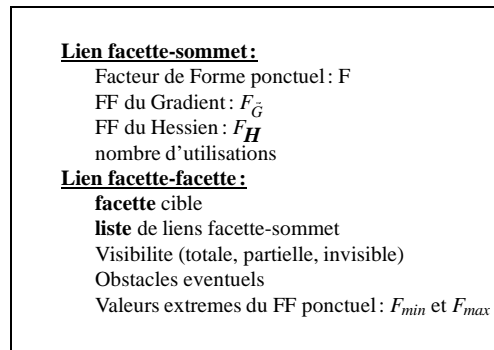 Lien facette-sommet :
Facteur de Forme ponctuel : F
FF du Gradient : F_G⃗
FF du Hessien : F_H
nombre d'utilisations
Lien facette-facette :
facette cible
liste de liens facette-sommet
Visibilite (totale, partielle, invisible)
Obstacles eventuels
Valeurs extremes du FF ponctuel : F_min et F_max